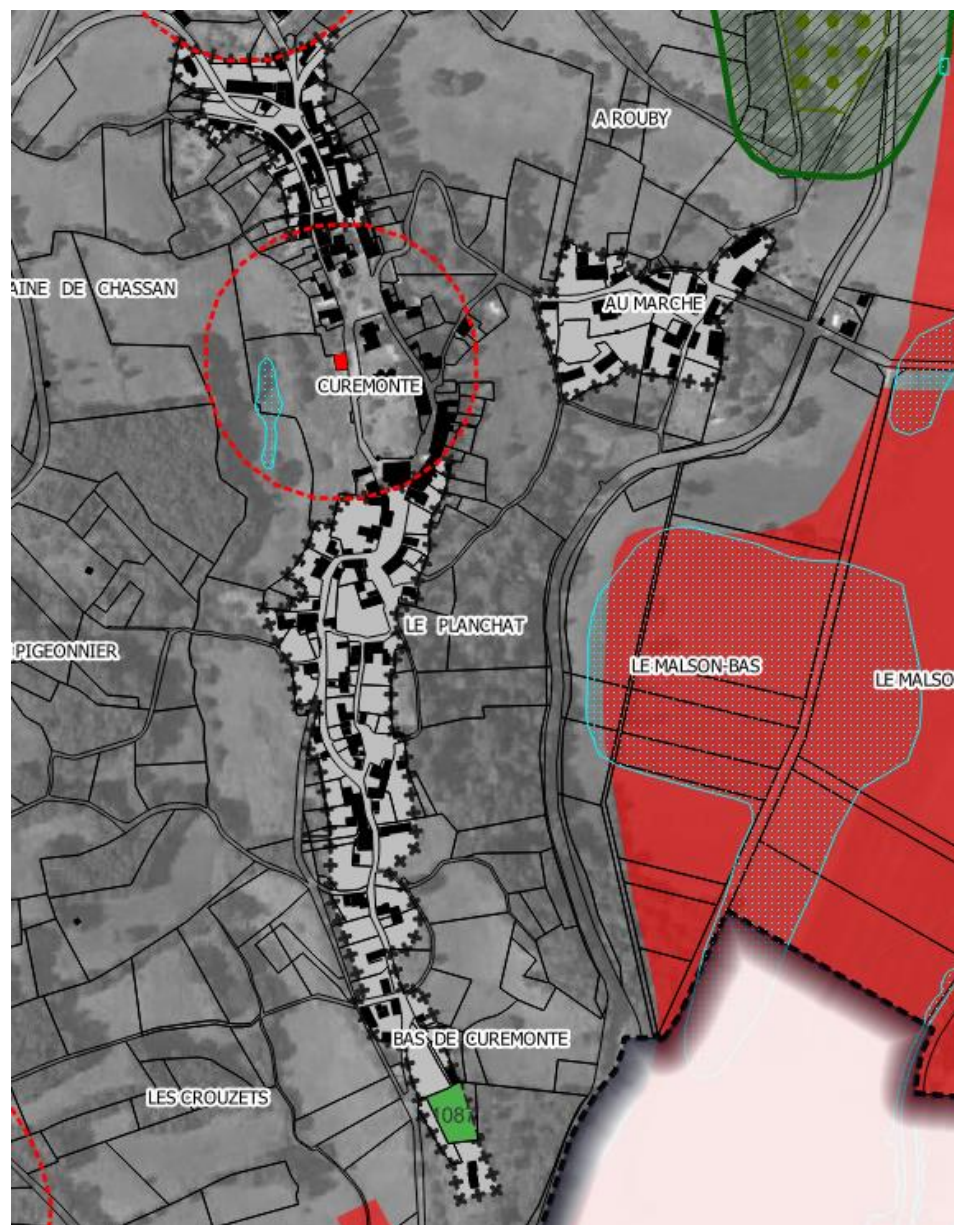 A ROUBY
AINE DE CHASSAN
AU MARCHE
CUREMONTE
LE PLANCHAT
PIGEONNIER
LE MALSON-BAS
LE MALSO
BAS DE CUREMONTE
LES CROUZETS
1087